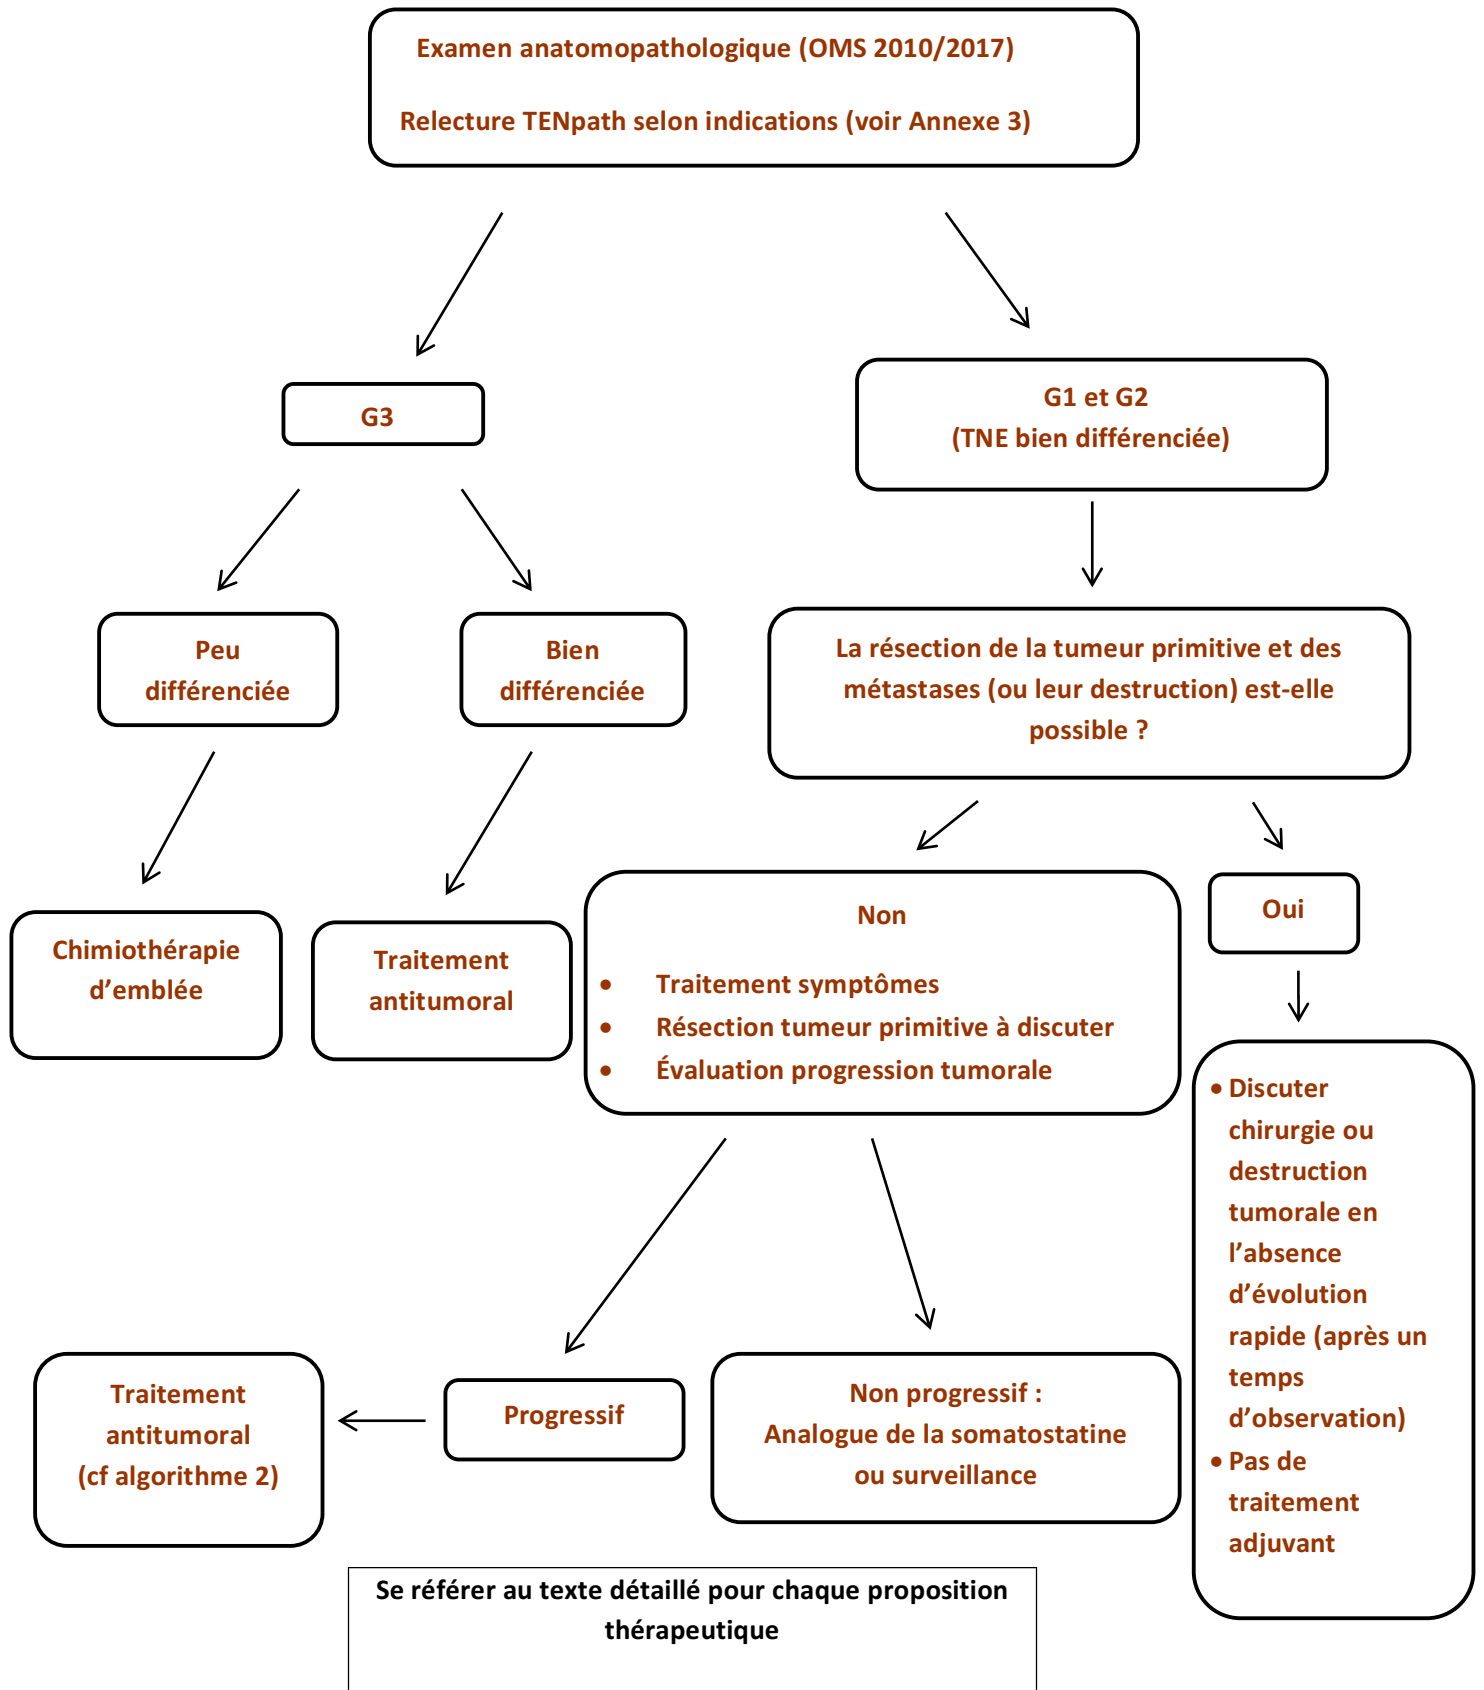 Examen anatomopathologique (OMS 2010/2017)
Relecture TENpath selon indications (voir Annexe 3)
G3
G1 et G2
(TNE bien différenciée)
Peu
différenciée
Bien
différenciée
La résection de la tumeur primitive et des
métastases (ou leur destruction) est-elle
possible ?
Chimiothérapie
d’emblée
Traitement
antitumoral
Non
• Traitement symptômes
• Résection tumeur primitive à discuter
• Évaluation progression tumorale
Oui
• Discuter
chirurgie ou
destruction
tumorale en
l’absence
d’évolution
rapide (après un
temps
d’observation)
• Pas de
traitement
adjuvant
Traitement
antitumoral
(cf algorithme 2)
Progressif
Non progressif :
Analogue de la somatostatine
ou surveillance
Se référer au texte détaillé pour chaque proposition
thérapeutique